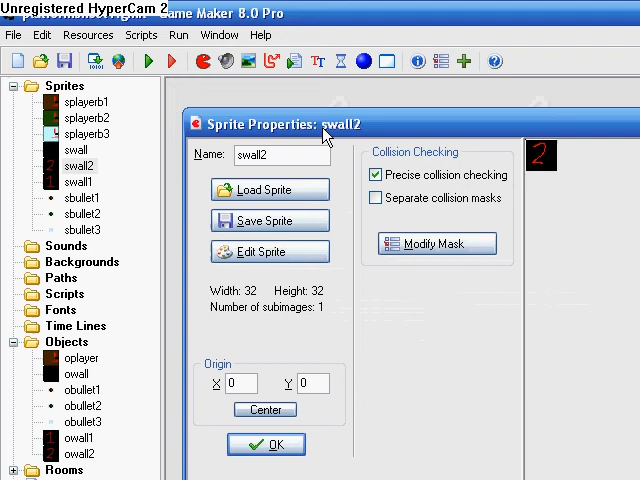 Unregistered HyperCam 2
Game Maker 8.0 Pro
File Edit Resources Scripts Run Window Help
Sprites
splayerb1
splayerb2
splayerb3
swall
swall2
swall1
sbullet1
sbullet2
sbullet3
Sounds
Backgrounds
Paths
Scripts
Fonts
Time Lines
Objects
oplayer
owall
obullet1
obullet2
obullet3
owall1
owall2
Rooms
Sprite Properties: swall2
Name: swall2
Load Sprite
Save Sprite
Edit Sprite
Width: 32 Height: 32
Number of subimages: 1
Origin
X 0 Y 0
Center
OK
Collision Checking
Precise collision checking
Separate collision masks
Modify Mask
2